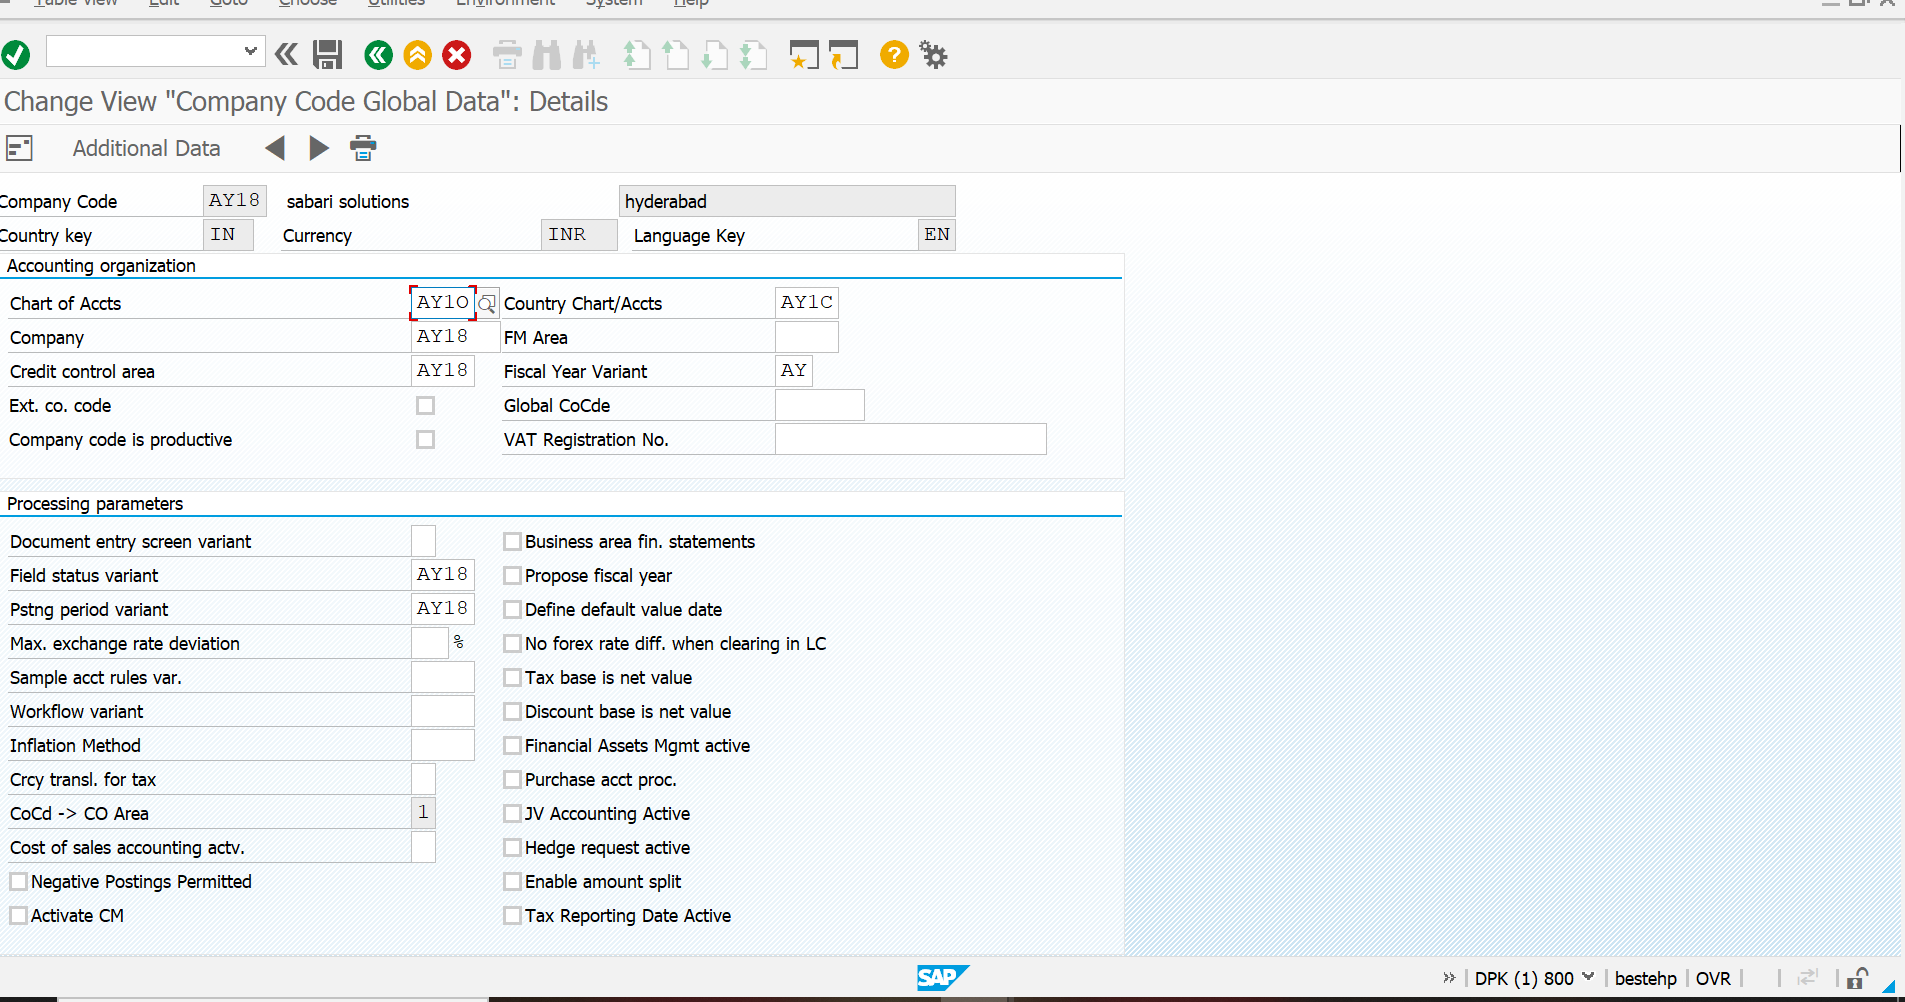 Table View Edit Goto Choose Utilities Environment System Help
Change View "Company Code Global Data": Details
Additional Data
Company Code AY18 sabari solutions hyderabad
Country key IN Currency INR Language Key EN
Accounting organization
Chart of Accts AY1O Country Chart/Accts AY1C
Company AY18 FM Area
Credit control area AY18 Fiscal Year Variant AY
Ext. co. code Global CoCde
Company code is productive VAT Registration No.
Processing parameters
Document entry screen variant Business area fin. statements
Field status variant AY18 Propose fiscal year
Pstng period variant AY18 Define default value date
Max. exchange rate deviation % No forex rate diff. when clearing in LC
Sample acct rules var. Tax base is net value
Workflow variant Discount base is net value
Inflation Method Financial Assets Mgmt active
Crcy transl. for tax Purchase acct proc.
CoCd -> CO Area 1 JV Accounting Active
Cost of sales accounting actv. Hedge request active
Negative Postings Permitted Enable amount split
Activate CM Tax Reporting Date Active
SAP DPK (1) 800 bestehp OVR